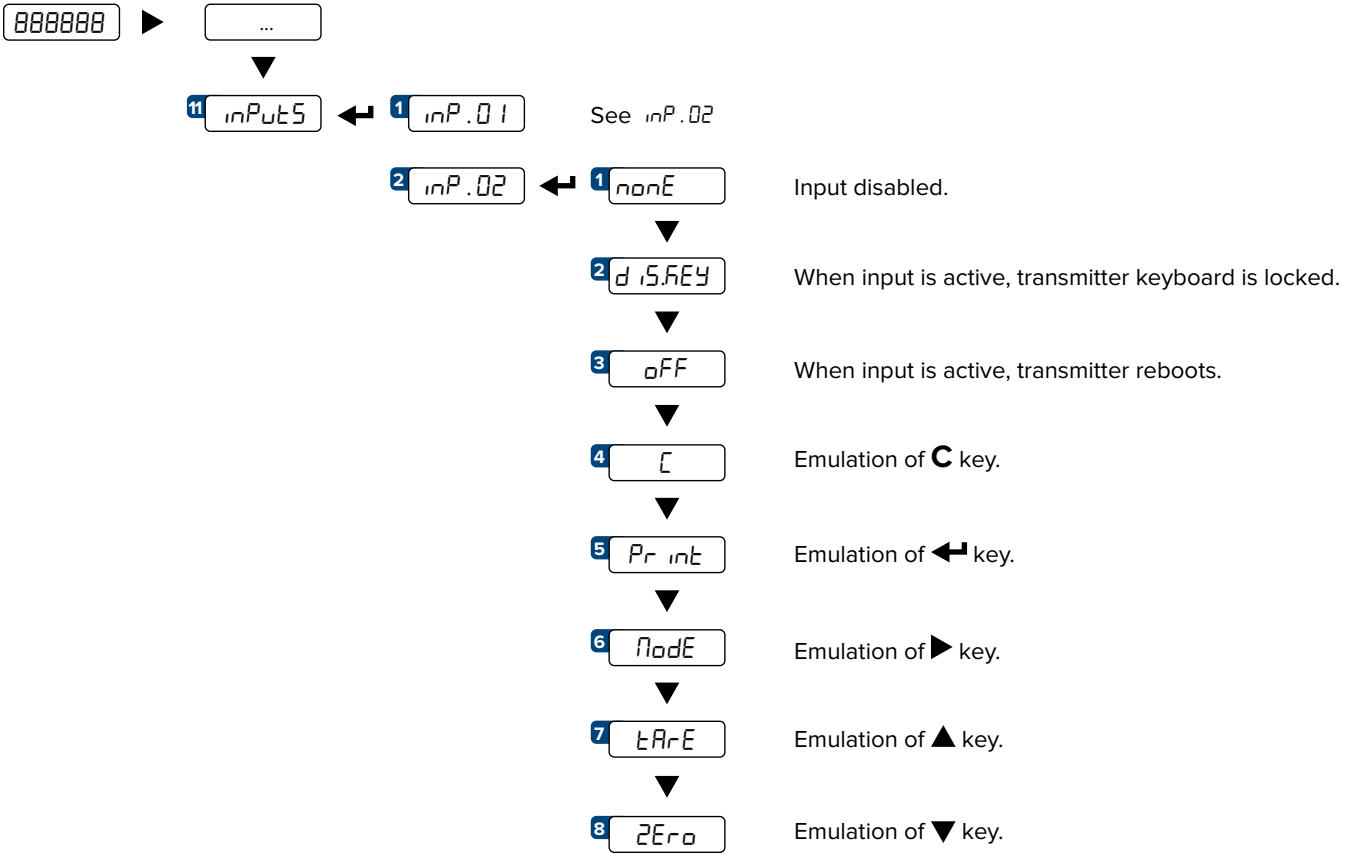 888888 ...
11 inPutS 1 inP.01 See inP.02
2 inP.02 1 nonE Input disabled.
2 diS.KEY When input is active, transmitter keyboard is locked.
3 oFF When input is active, transmitter reboots.
4 C Emulation of C key.
5 Print Emulation of key.
6 ModE Emulation of key.
7 tArE Emulation of key.
8 ZEro Emulation of key.